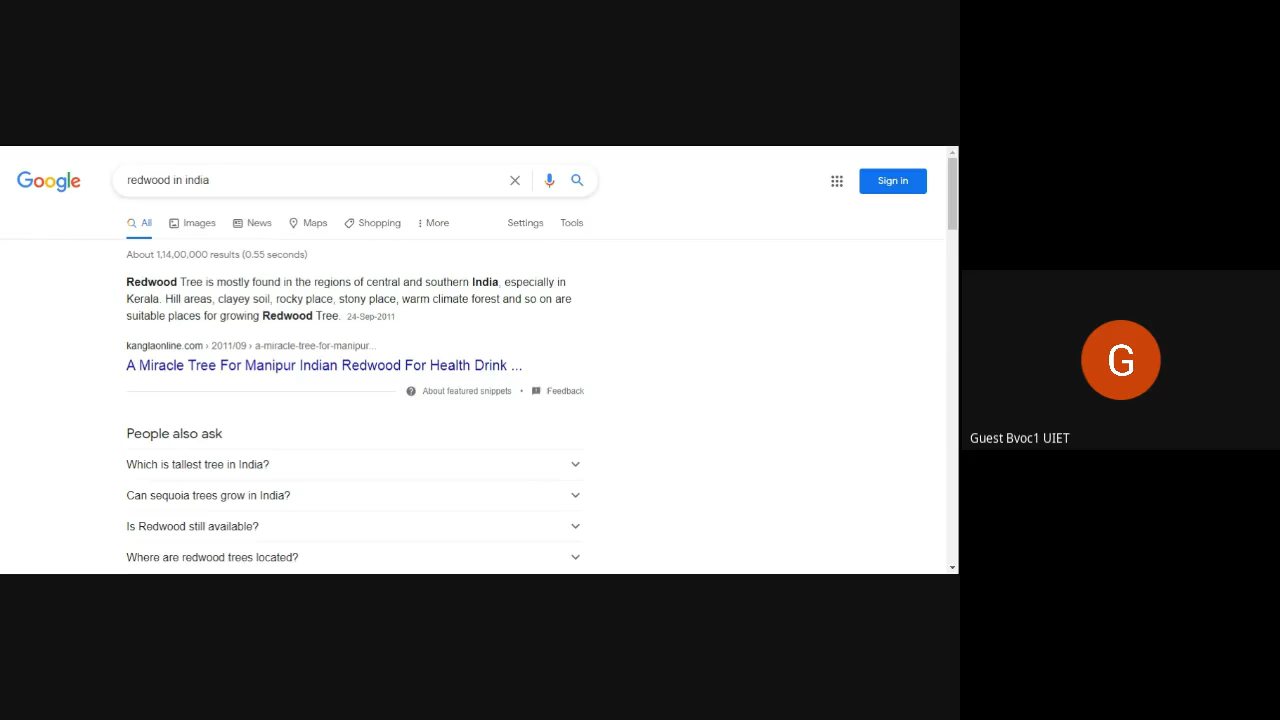 Google
redwood in india
Sign in
All Images News Maps Shopping More Settings Tools
About 1,14,00,000 results (0.55 seconds)
Redwood Tree is mostly found in the regions of central and southern India, especially in
Kerala. Hill areas, clayey soil, rocky place, stony place, warm climate forest and so on are
suitable places for growing Redwood Tree. 24-Sep-2011
kanglaonline.com › 2011/09 › a-miracle-tree-for-manipur...
A Miracle Tree For Manipur Indian Redwood For Health Drink ...
About featured snippets • Feedback
People also ask
Which is tallest tree in India?
Can sequoia trees grow in India?
Is Redwood still available?
Where are redwood trees located?
G
Guest Bvoc1 UIET